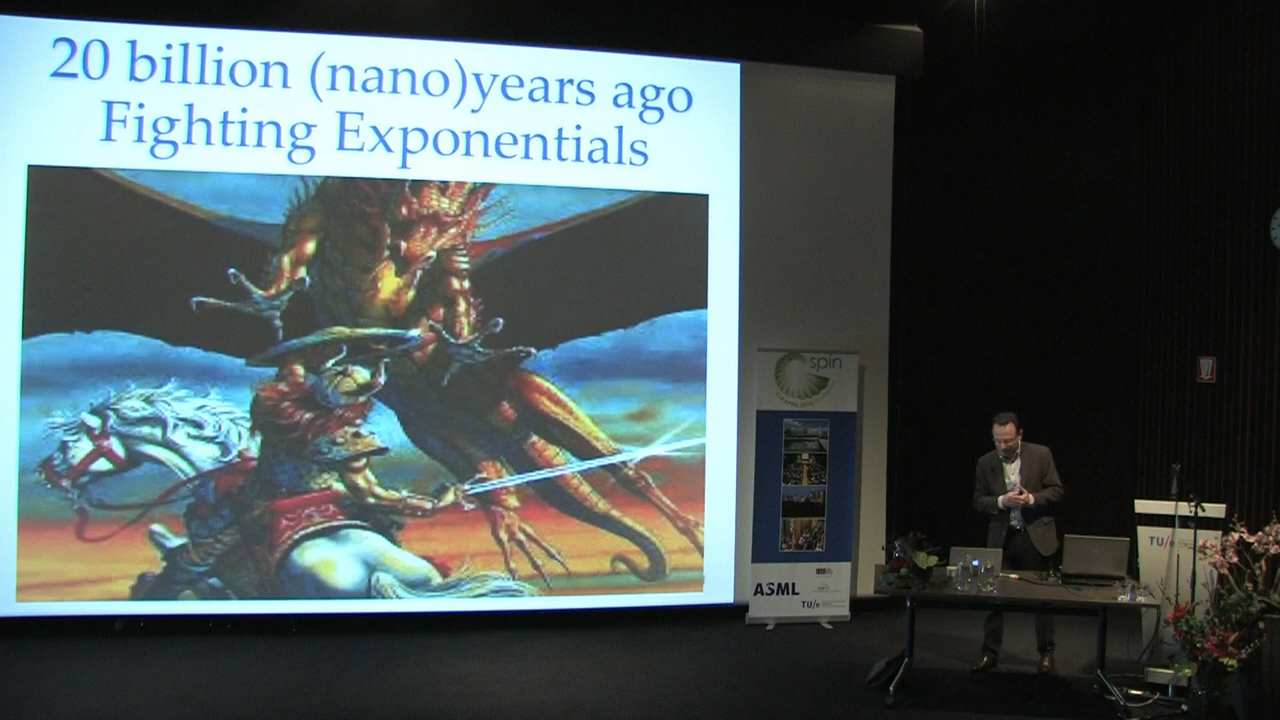 20 billion (nano)years ago
Fighting Exponentials
spin
ASML
TU/e
TU/e